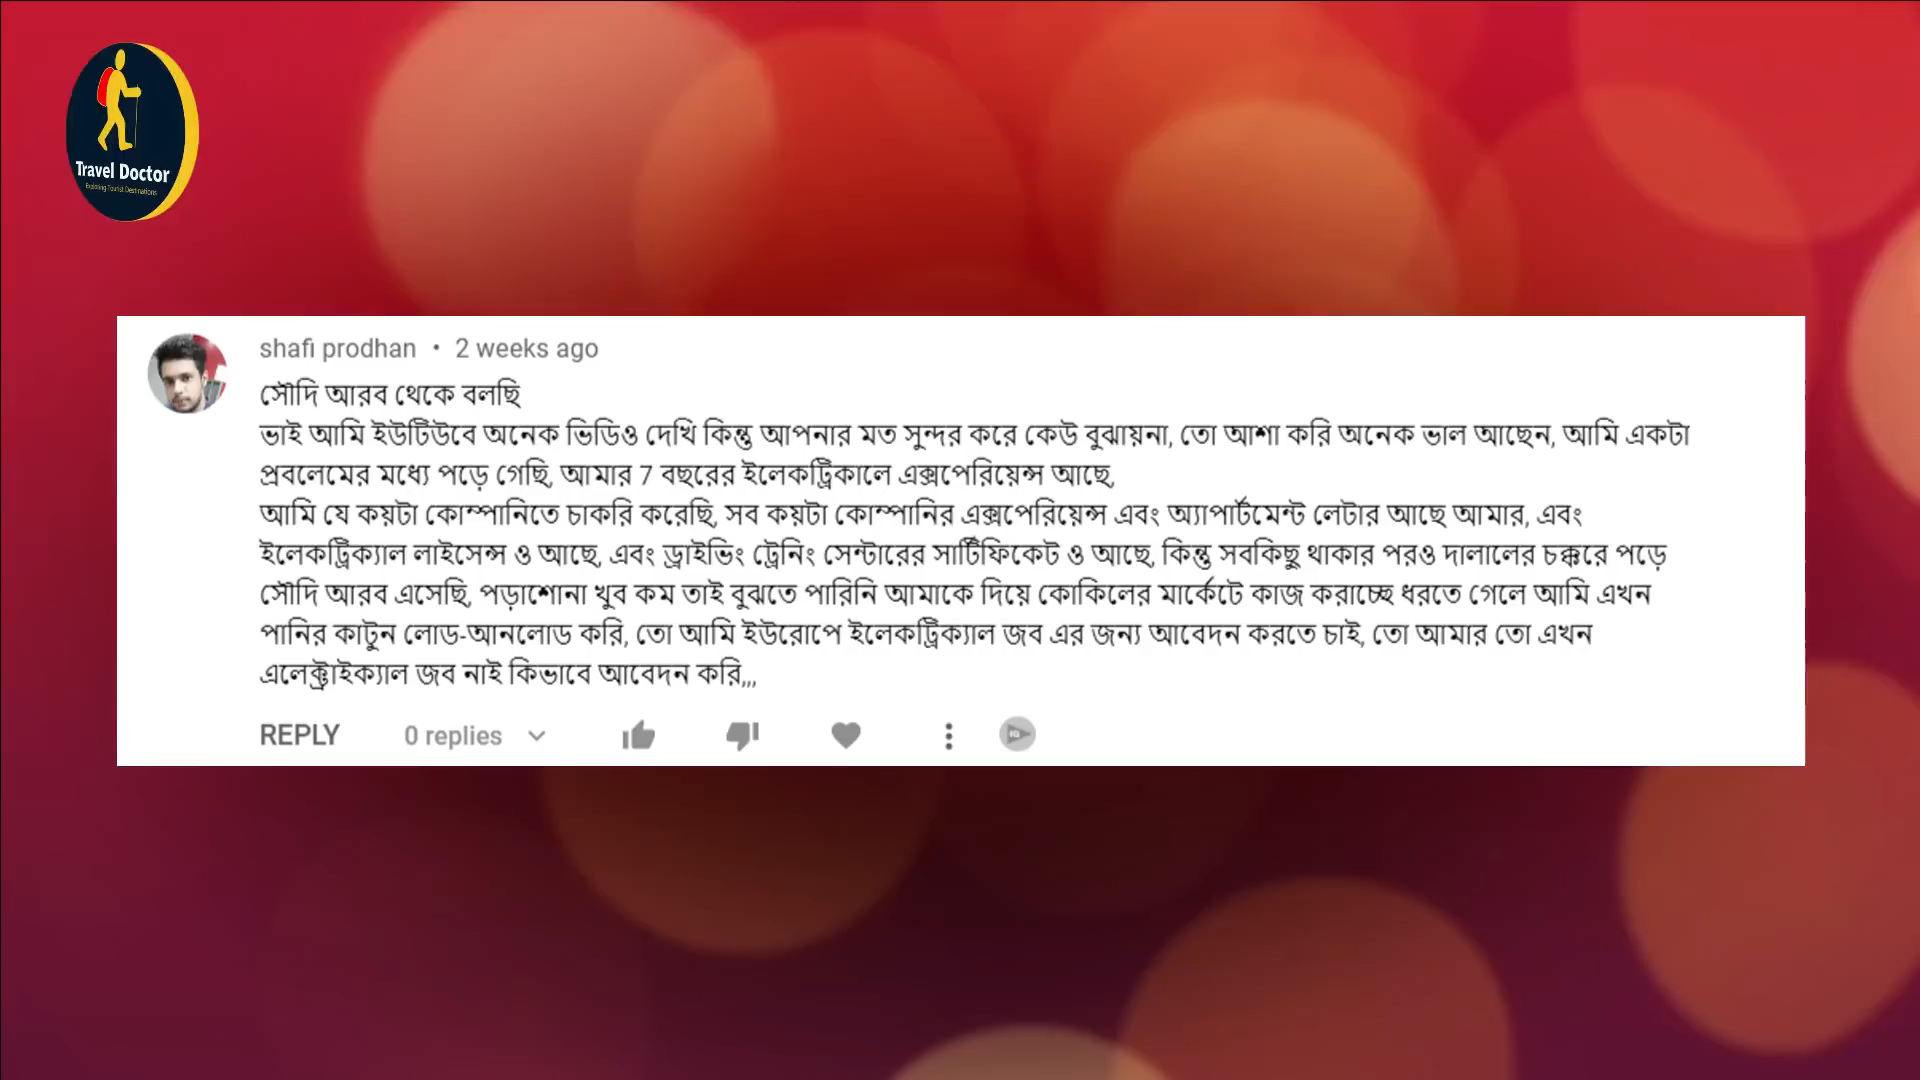 Travel Doctor
Exploring Tourist Destinations
shafi prodhan • 2 weeks ago
সৌদি আরব থেকে বলছি
ভাই আমি ইউটিউবে অনেক ভিডিও দেখি কিন্তু আপনার মত সুন্দর করে কেউ বুঝায়না, তো আশা করি অনেক ভাল আছেন, আমি একটা
প্রবলেমের মধ্যে পড়ে গেছি, আমার 7 বছরের ইলেকট্রিকালে এক্সপেরিয়েন্স আছে,
আমি যে কয়টা কোম্পানিতে চাকরি করেছি, সব কয়টা কোম্পানির এক্সপেরিয়েন্স এবং অ্যাপার্টমেন্ট লেটার আছে আমার, এবং
ইলেকট্রিক্যাল লাইসেন্স ও আছে, এবং ড্রাইভিং ট্রেনিং সেন্টারের সার্টিফিকেট ও আছে, কিন্তু সবকিছু থাকার পরও দালালের চক্করে পড়ে
সৌদি আরব এসেছি, পড়াশোনা খুব কম তাই বুঝতে পারিনি আমাকে দিয়ে কোকিলের মার্কেটে কাজ করাচ্ছে ধরতে গেলে আমি এখন
পানির কাটুন লোড-আনলোড করি, তো আমি ইউরোপে ইলেকট্রিক্যাল জব এর জন্য আবেদন করতে চাই, তো আমার তো এখন
এলেক্ট্রাইক্যাল জব নাই কিভাবে আবেদন করি,,,
REPLY 0 replies